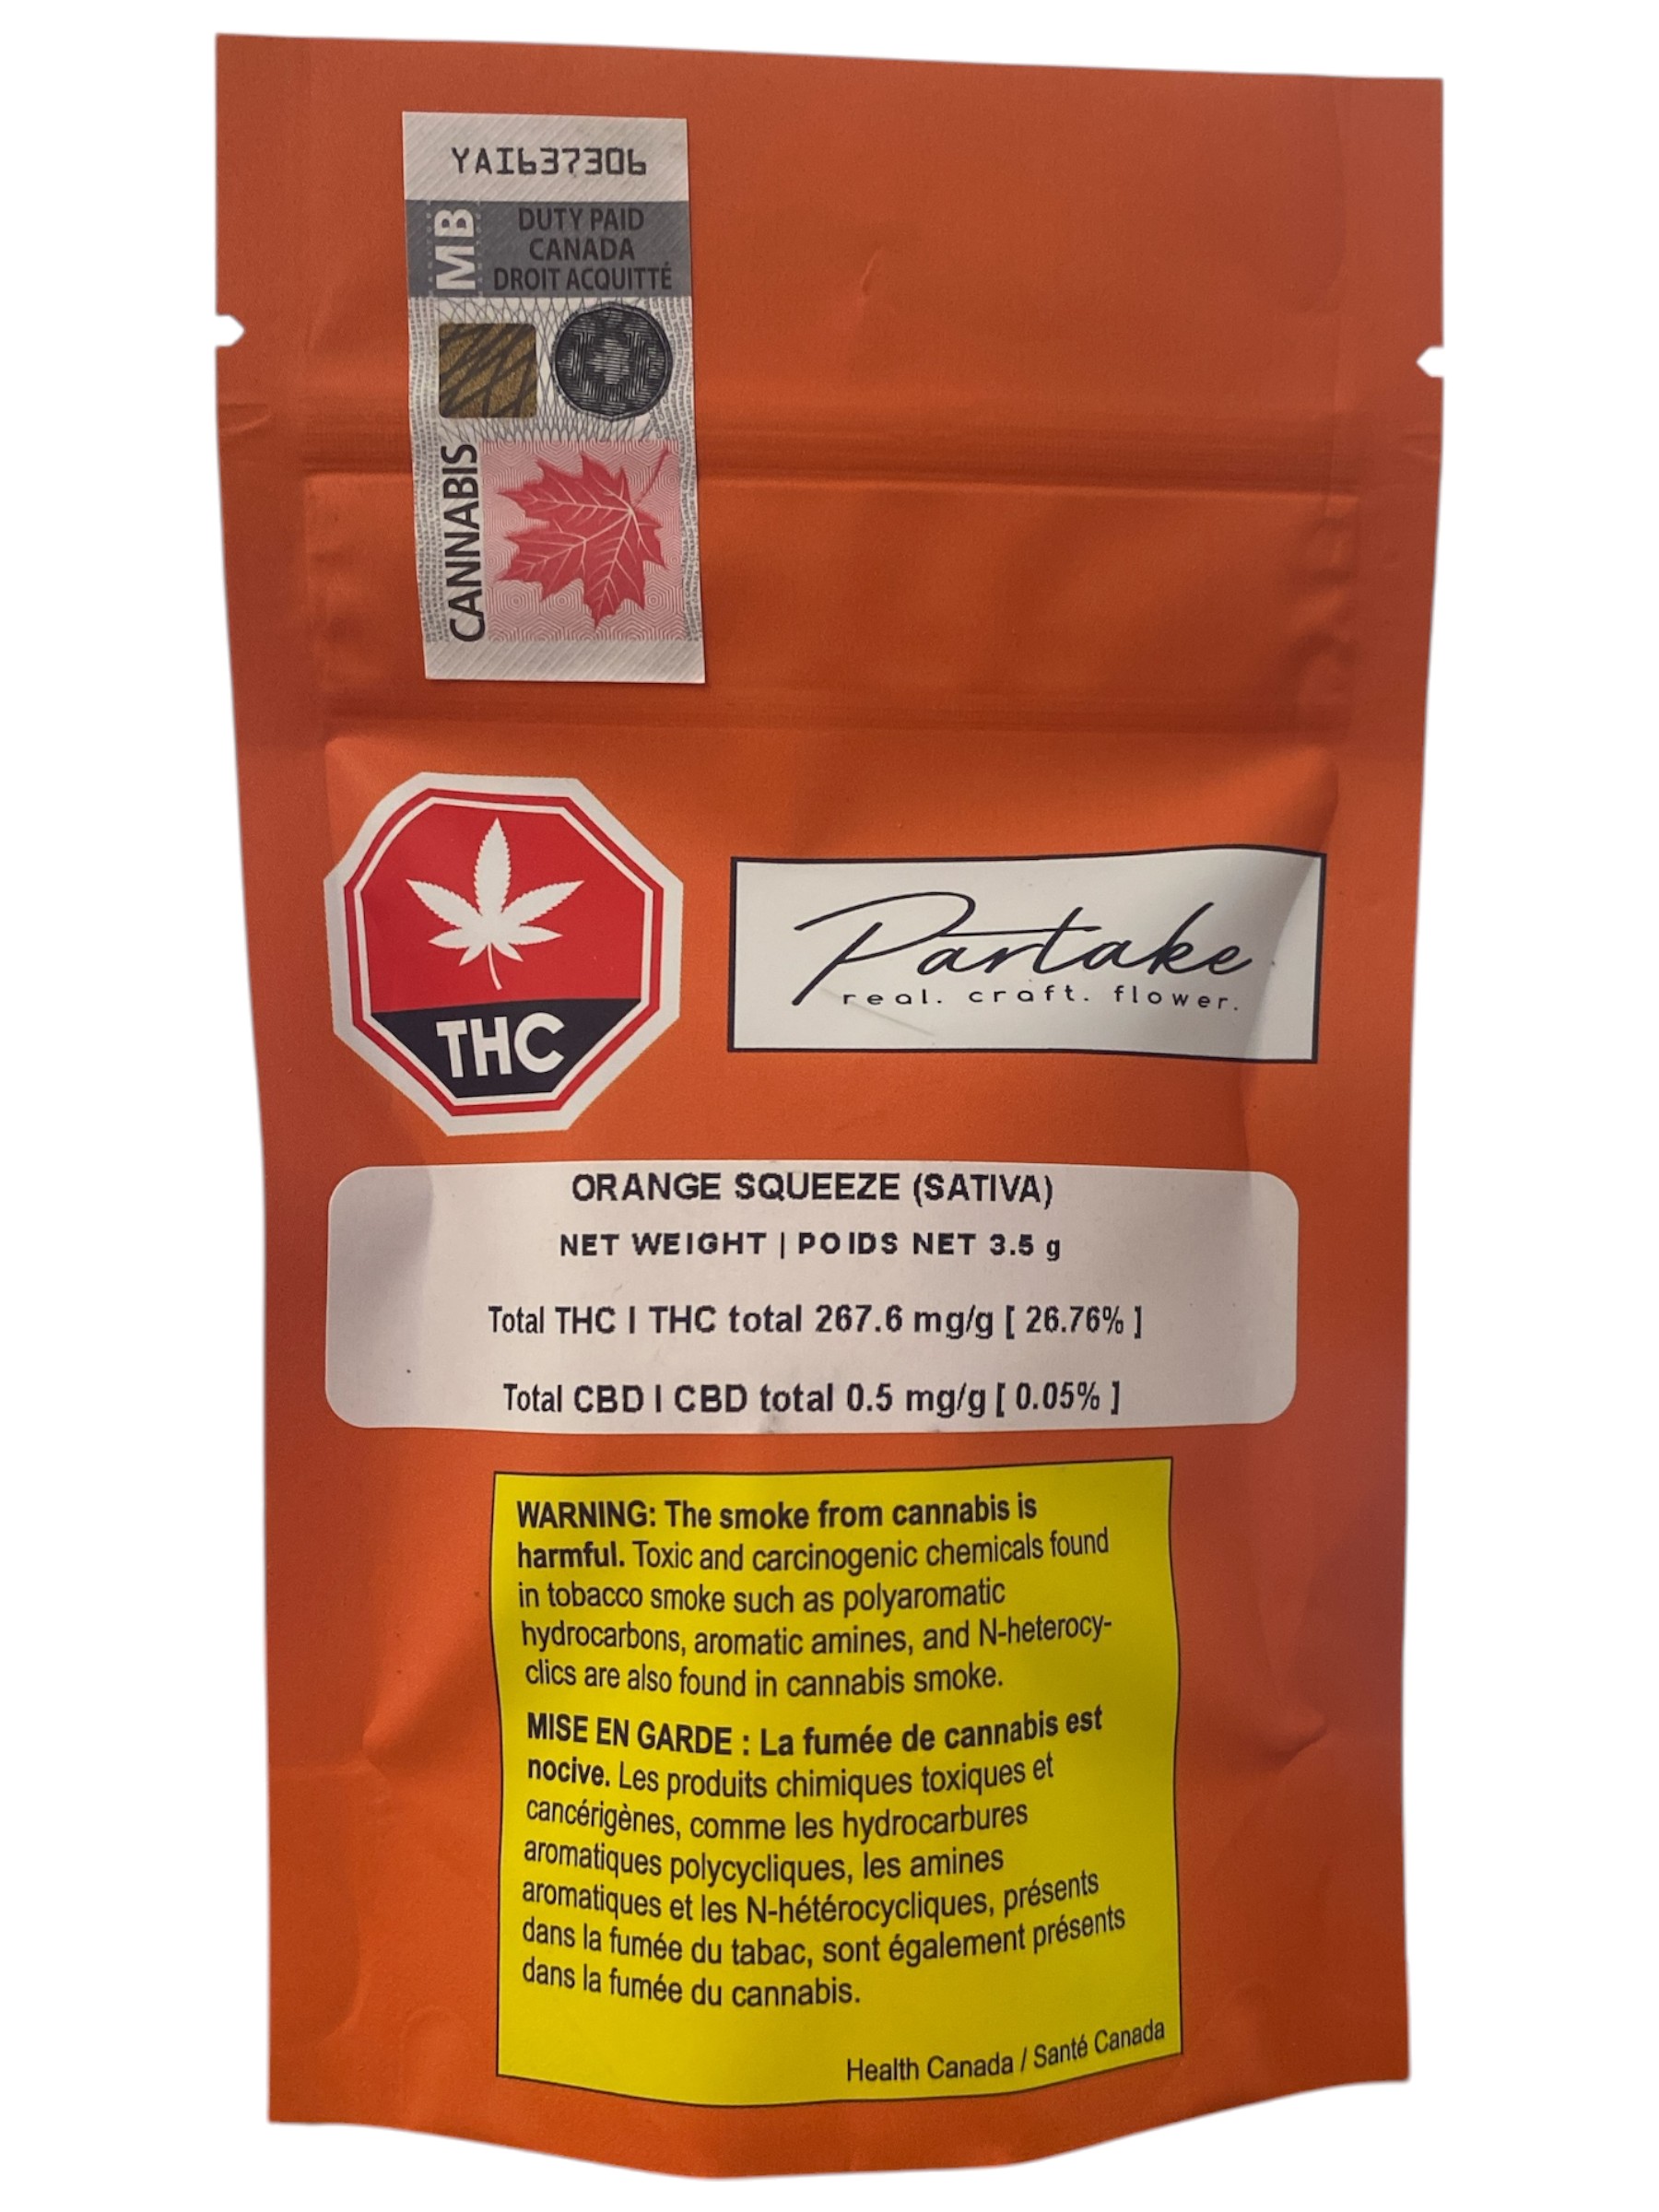 YAI637306
MB
DUTY PAID
CANADA
DROIT ACQUITTÉ
CANNABIS
THC
Partake
real. craft. flower.
ORANGE SQUEEZE (SATIVA)
NET WEIGHT | POIDS NET 3.5 g
Total THC | THC total 267.6 mg/g [ 26.76% ]
Total CBD | CBD total 0.5 mg/g [ 0.05% ]
WARNING: The smoke from cannabis is
harmful. Toxic and carcinogenic chemicals found
in tobacco smoke such as polyaromatic
hydrocarbons, aromatic amines, and N-heterocy-
clics are also found in cannabis smoke.
MISE EN GARDE : La fumée de cannabis est
nocive. Les produits chimiques toxiques et
cancérigènes, comme les hydrocarbures
aromatiques polycycliques, les amines
aromatiques et les N-hétérocycliques, présents
dans la fumée du tabac, sont également présents
dans la fumée du cannabis.
Health Canada / Santé Canada